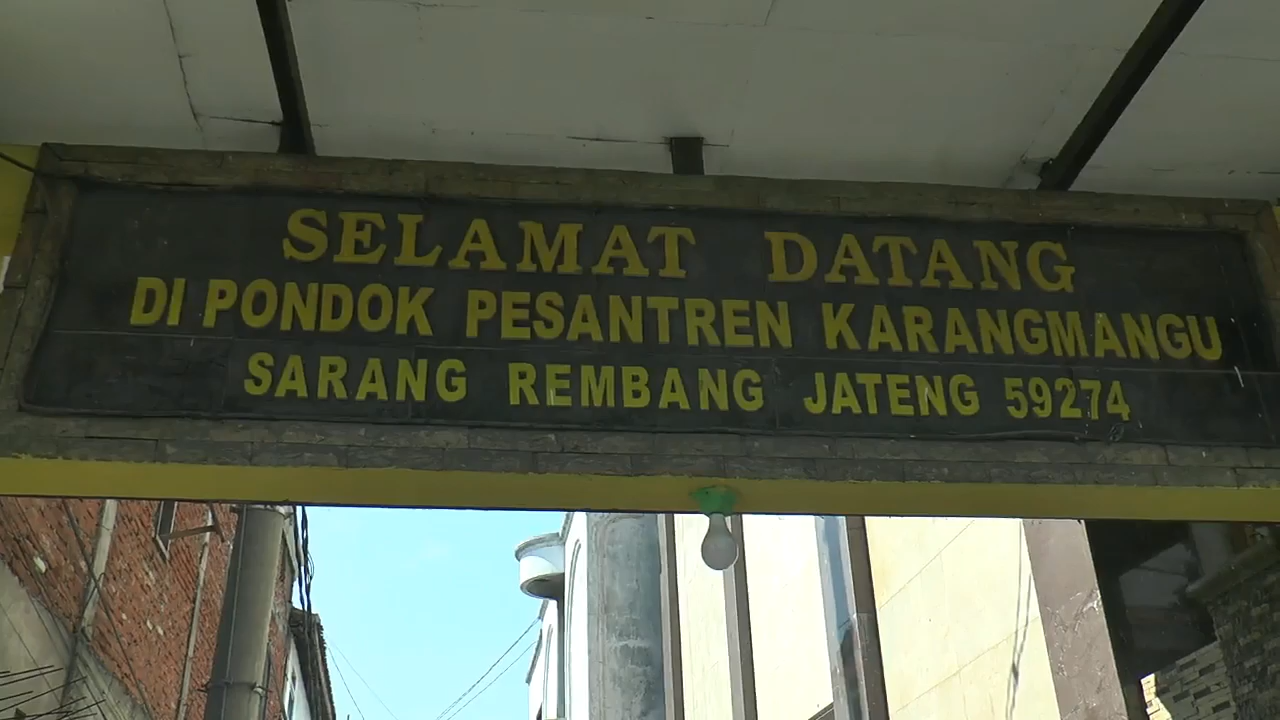 SELAMAT DATANG
DI PONDOK PESANTREN KARANGMANGU
SARANG REMBANG JATENG 59274